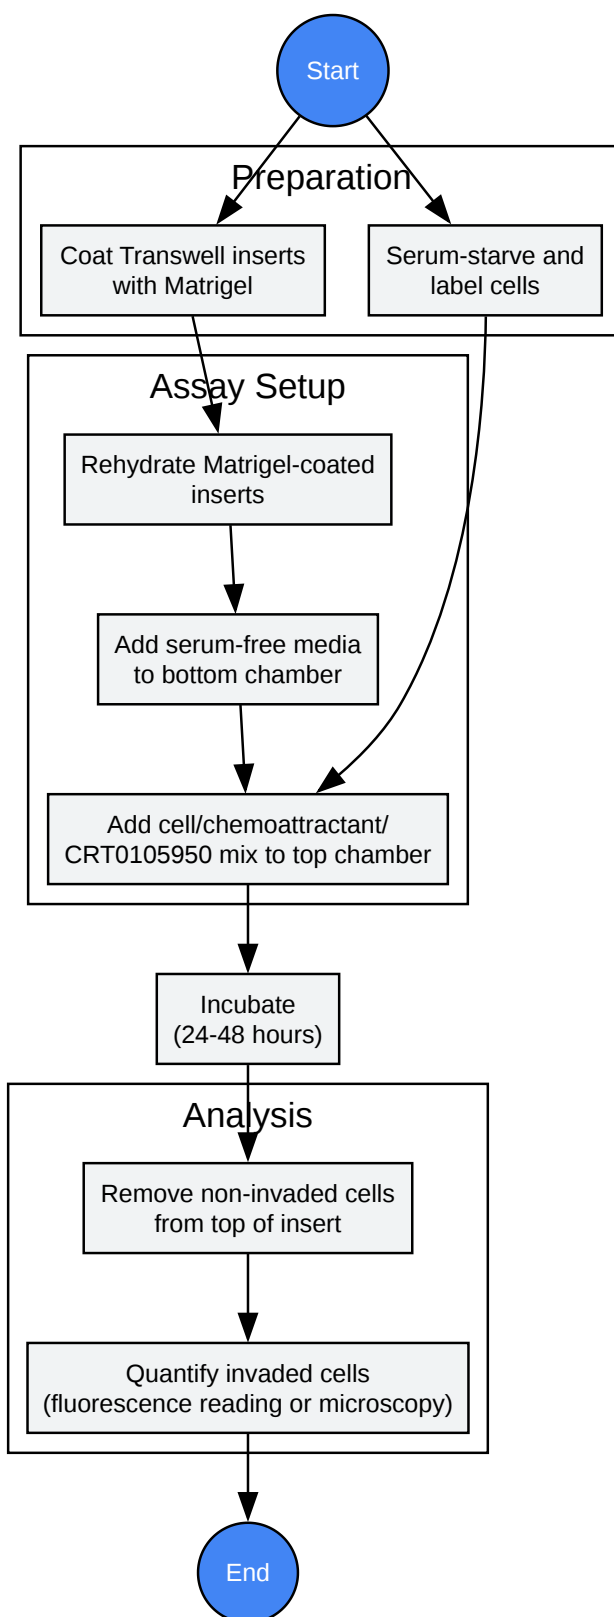 Start
Preparation
Coat Transwell inserts
with Matrigel
Serum-starve and
label cells
Assay Setup
Rehydrate Matrigel-coated
inserts
Add serum-free media
to bottom chamber
Add cell/chemoattractant/
CRT0105950 mix to top chamber
Incubate
(24-48 hours)
Analysis
Remove non-invaded cells
from top of insert
Quantify invaded cells
(fluorescence reading or microscopy)
End